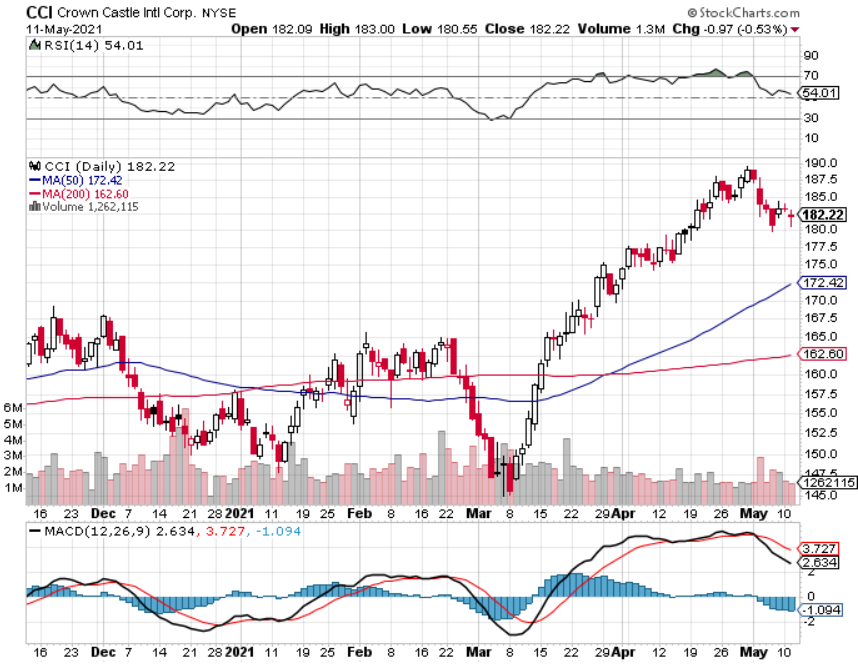 CCI Crown Castle Intl Corp. NYSE © StockCharts.com
11-May-2021 Open 182.09 High 183.00 Low 180.55 Close 182.22 Volume 1.3M Chg -0.97 (-0.53%)
RSI(14) 54.01
90
70
54.01
30
10
CCI (Daily) 182.22
MA(50) 172.42
MA(200) 162.60
Volume 1,262,115
190.0
187.5
185.0
182.22
180.0
177.5
175.0
172.42
170.0
167.5
165.0
162.60
160.0
157.5
155.0
152.5
150.0
147.5
1262115
145.0
6M
5M
4M
3M
2M
1M
16 23 Dec 7 14 21 28 2021 11 19 25 Feb 8 16 22 Mar 8 15 22 29 Apr 12 19 26 May 10
MACD(12,26,9) 2.634, 3.727, -1.094
3.727
2.634
2
0
-1.094
-2
16 23 Dec 7 14 21 28 2021 11 19 25 Feb 8 16 22 Mar 8 15 22 29 Apr 12 19 26 May 10